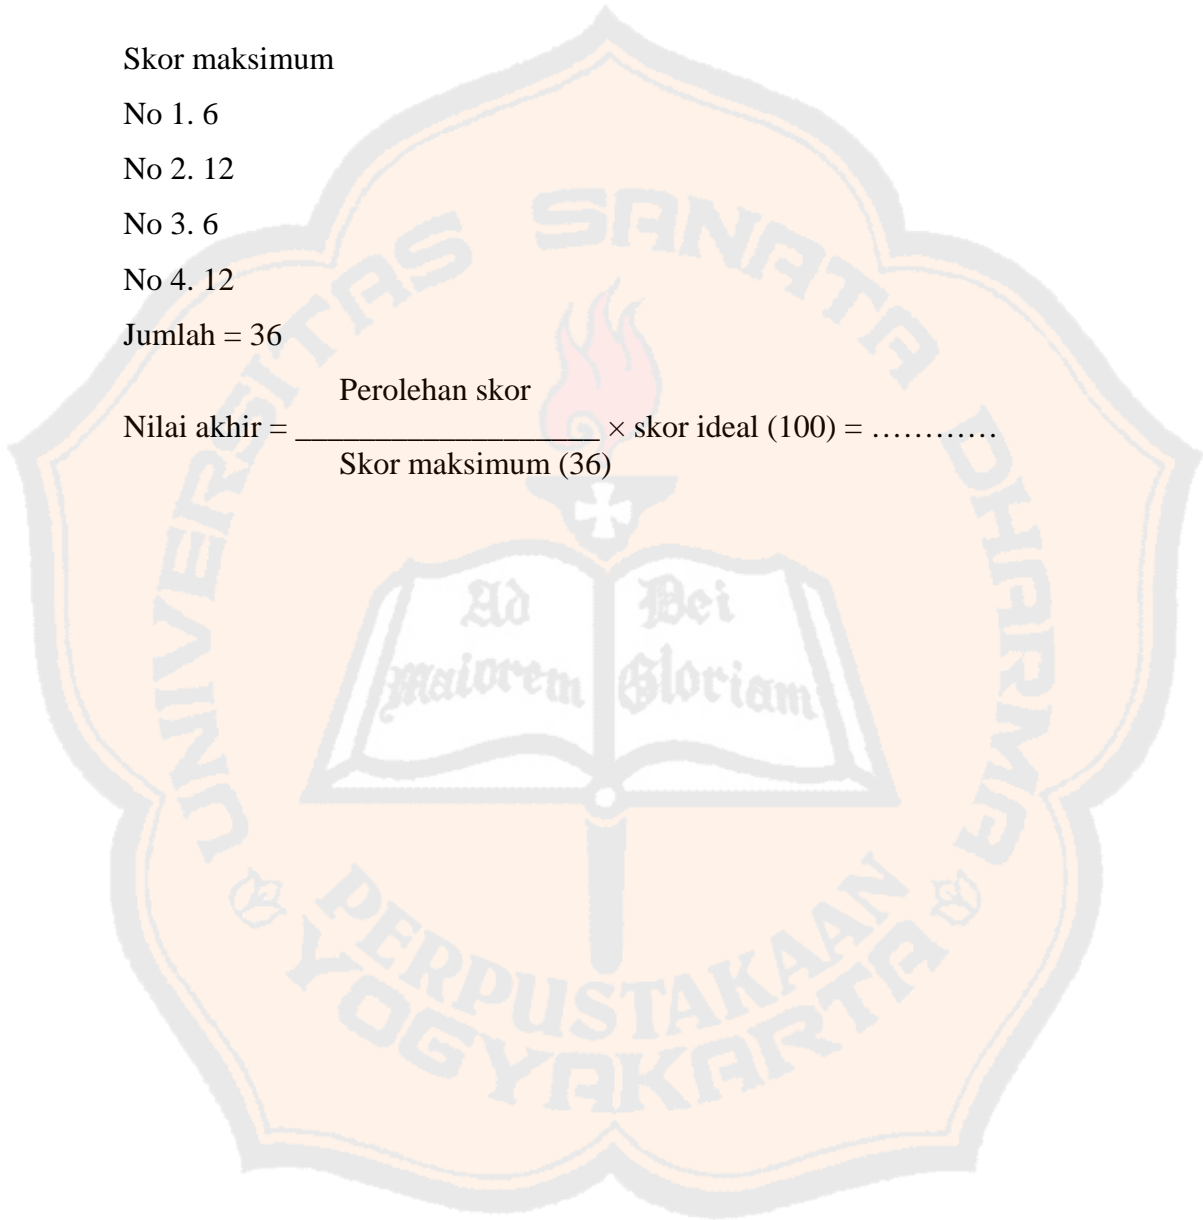 Skor maksimum
No 1. 6
No 2. 12
No 3. 6
No 4. 12
Jumlah = 36
Perolehan skor
Nilai akhir = ___________________ × skor ideal (100) = …………
Skor maksimum (36)
UNIVERSITAS SANATA DHARMA
Ad Dei
Maiorem Gloriam
PERPUSTAKAAN
YOGYAKARTA